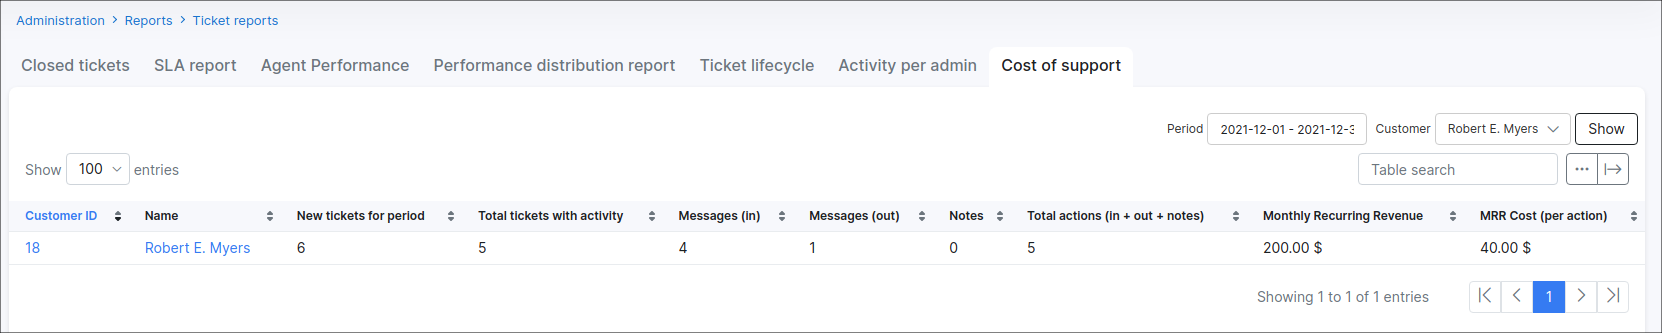 Administration > Reports > Ticket reports
Closed tickets SLA report Agent Performance Performance distribution report Ticket lifecycle Activity per admin Cost of support
Period 2021-12-01 - 2021-12-3 Customer Robert E. Myers Show
Show 100 entries Table search
Customer ID Name New tickets for period Total tickets with activity Messages (in) Messages (out) Notes Total actions (in + out + notes) Monthly Recurring Revenue MRR Cost (per action)
18 Robert E. Myers 6 5 4 1 0 5 200.00 $ 40.00 $
Showing 1 to 1 of 1 entries 1